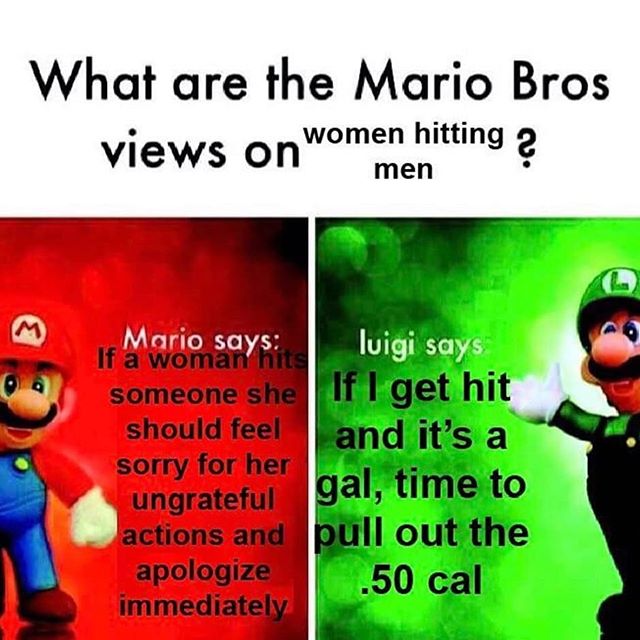 What are the Mario Bros
views on women hitting men ?
Mario says:
If a woman hits
someone she
should feel
sorry for her
ungrateful
actions and
apologize
immediately
luigi says:
If I get hit
and it's a
gal, time to
pull out the
.50 cal
M
L